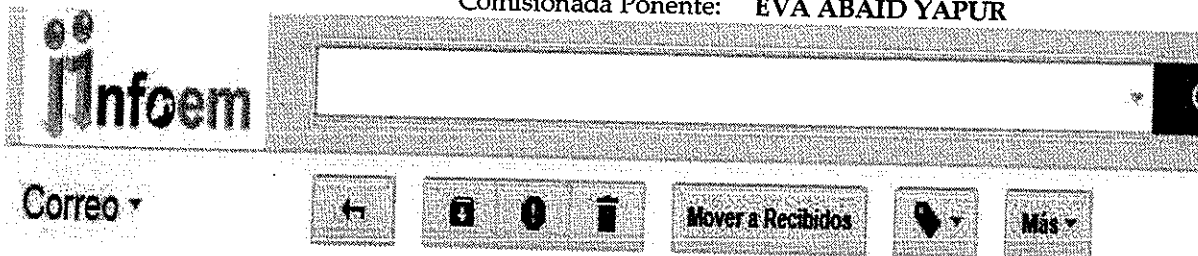 Comisionada Ponente: EVA ABAID YAPUR
infoem
Correo
Mover a Recibidos
Más